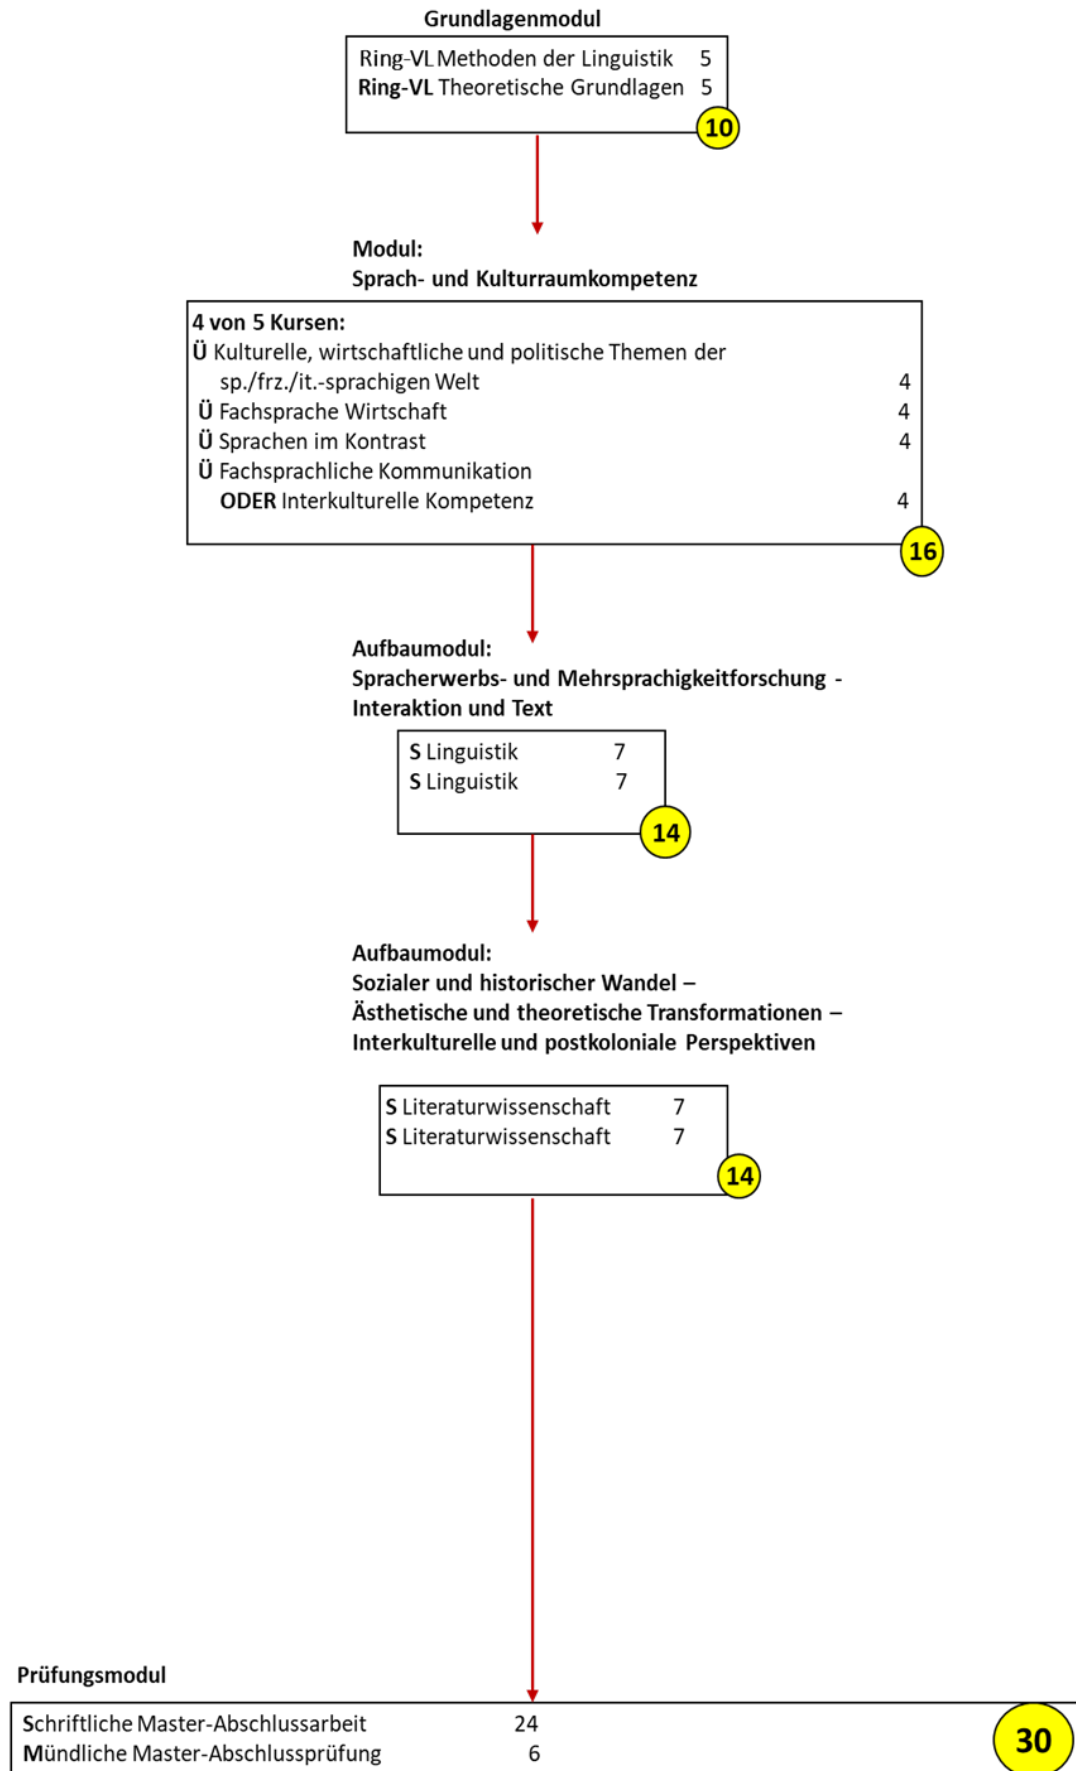 Grundlagenmodul
Ring-VL Methoden der Linguistik 5
Ring-VL Theoretische Grundlagen 5
10
Modul:
Sprach- und Kulturraumkompetenz
4 von 5 Kursen:
Ü Kulturelle, wirtschaftliche und politische Themen der
sp./frz./it.-sprachigen Welt 4
Ü Fachsprache Wirtschaft 4
Ü Sprachen im Kontrast 4
Ü Fachsprachliche Kommunikation
ODER Interkulturelle Kompetenz 4
16
Aufbaumodul:
Spracherwerbs- und Mehrsprachigkeitforschung -
Interaktion und Text
S Linguistik 7
S Linguistik 7
14
Aufbaumodul:
Sozialer und historischer Wandel –
Ästhetische und theoretische Transformationen –
Interkulturelle und postkoloniale Perspektiven
S Literaturwissenschaft 7
S Literaturwissenschaft 7
14
Prüfungsmodul
Schriftliche Master-Abschlussarbeit 24
Mündliche Master-Abschlussprüfung 6
30